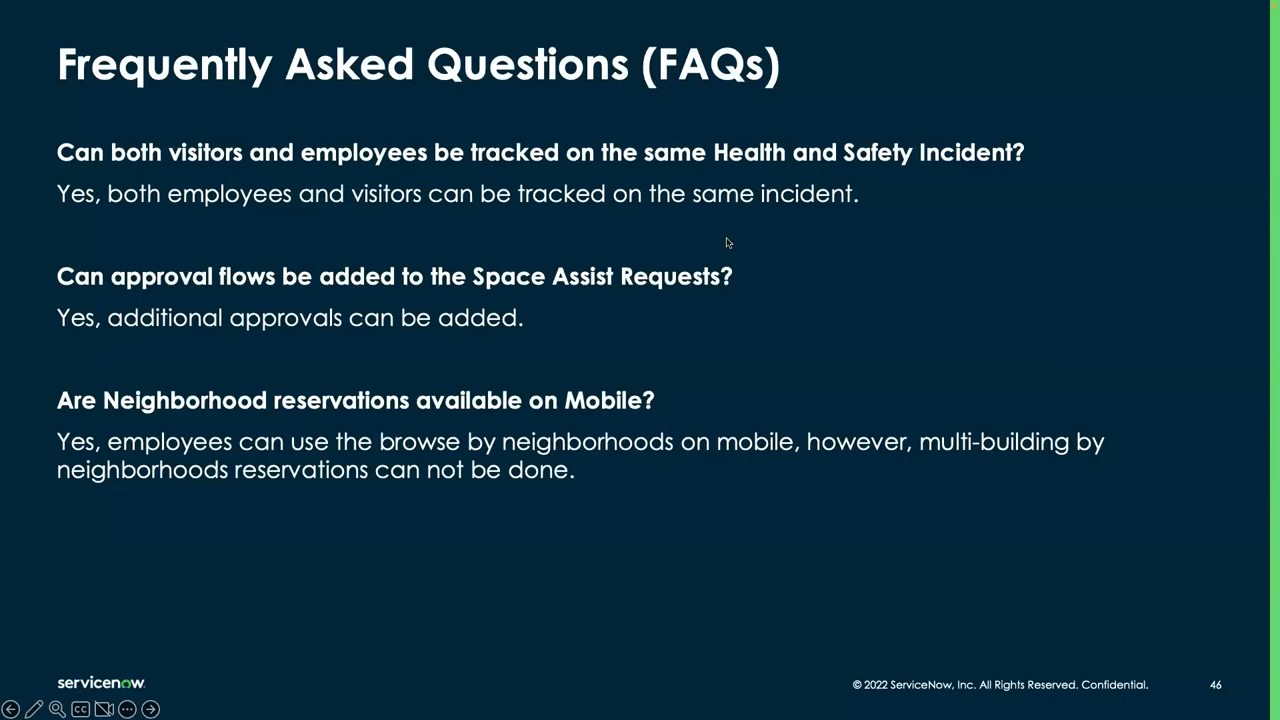 Frequently Asked Questions (FAQs)
Can both visitors and employees be tracked on the same Health and Safety Incident?
Yes, both employees and visitors can be tracked on the same incident.
Can approval flows be added to the Space Assist Requests?
Yes, additional approvals can be added.
Are Neighborhood reservations available on Mobile?
Yes, employees can use the browse by neighborhoods on mobile, however, multi-building by
neighborhoods reservations can not be done.
servicenow.
© 2022 ServiceNow, Inc. All Rights Reserved. Confidential.
46
CC